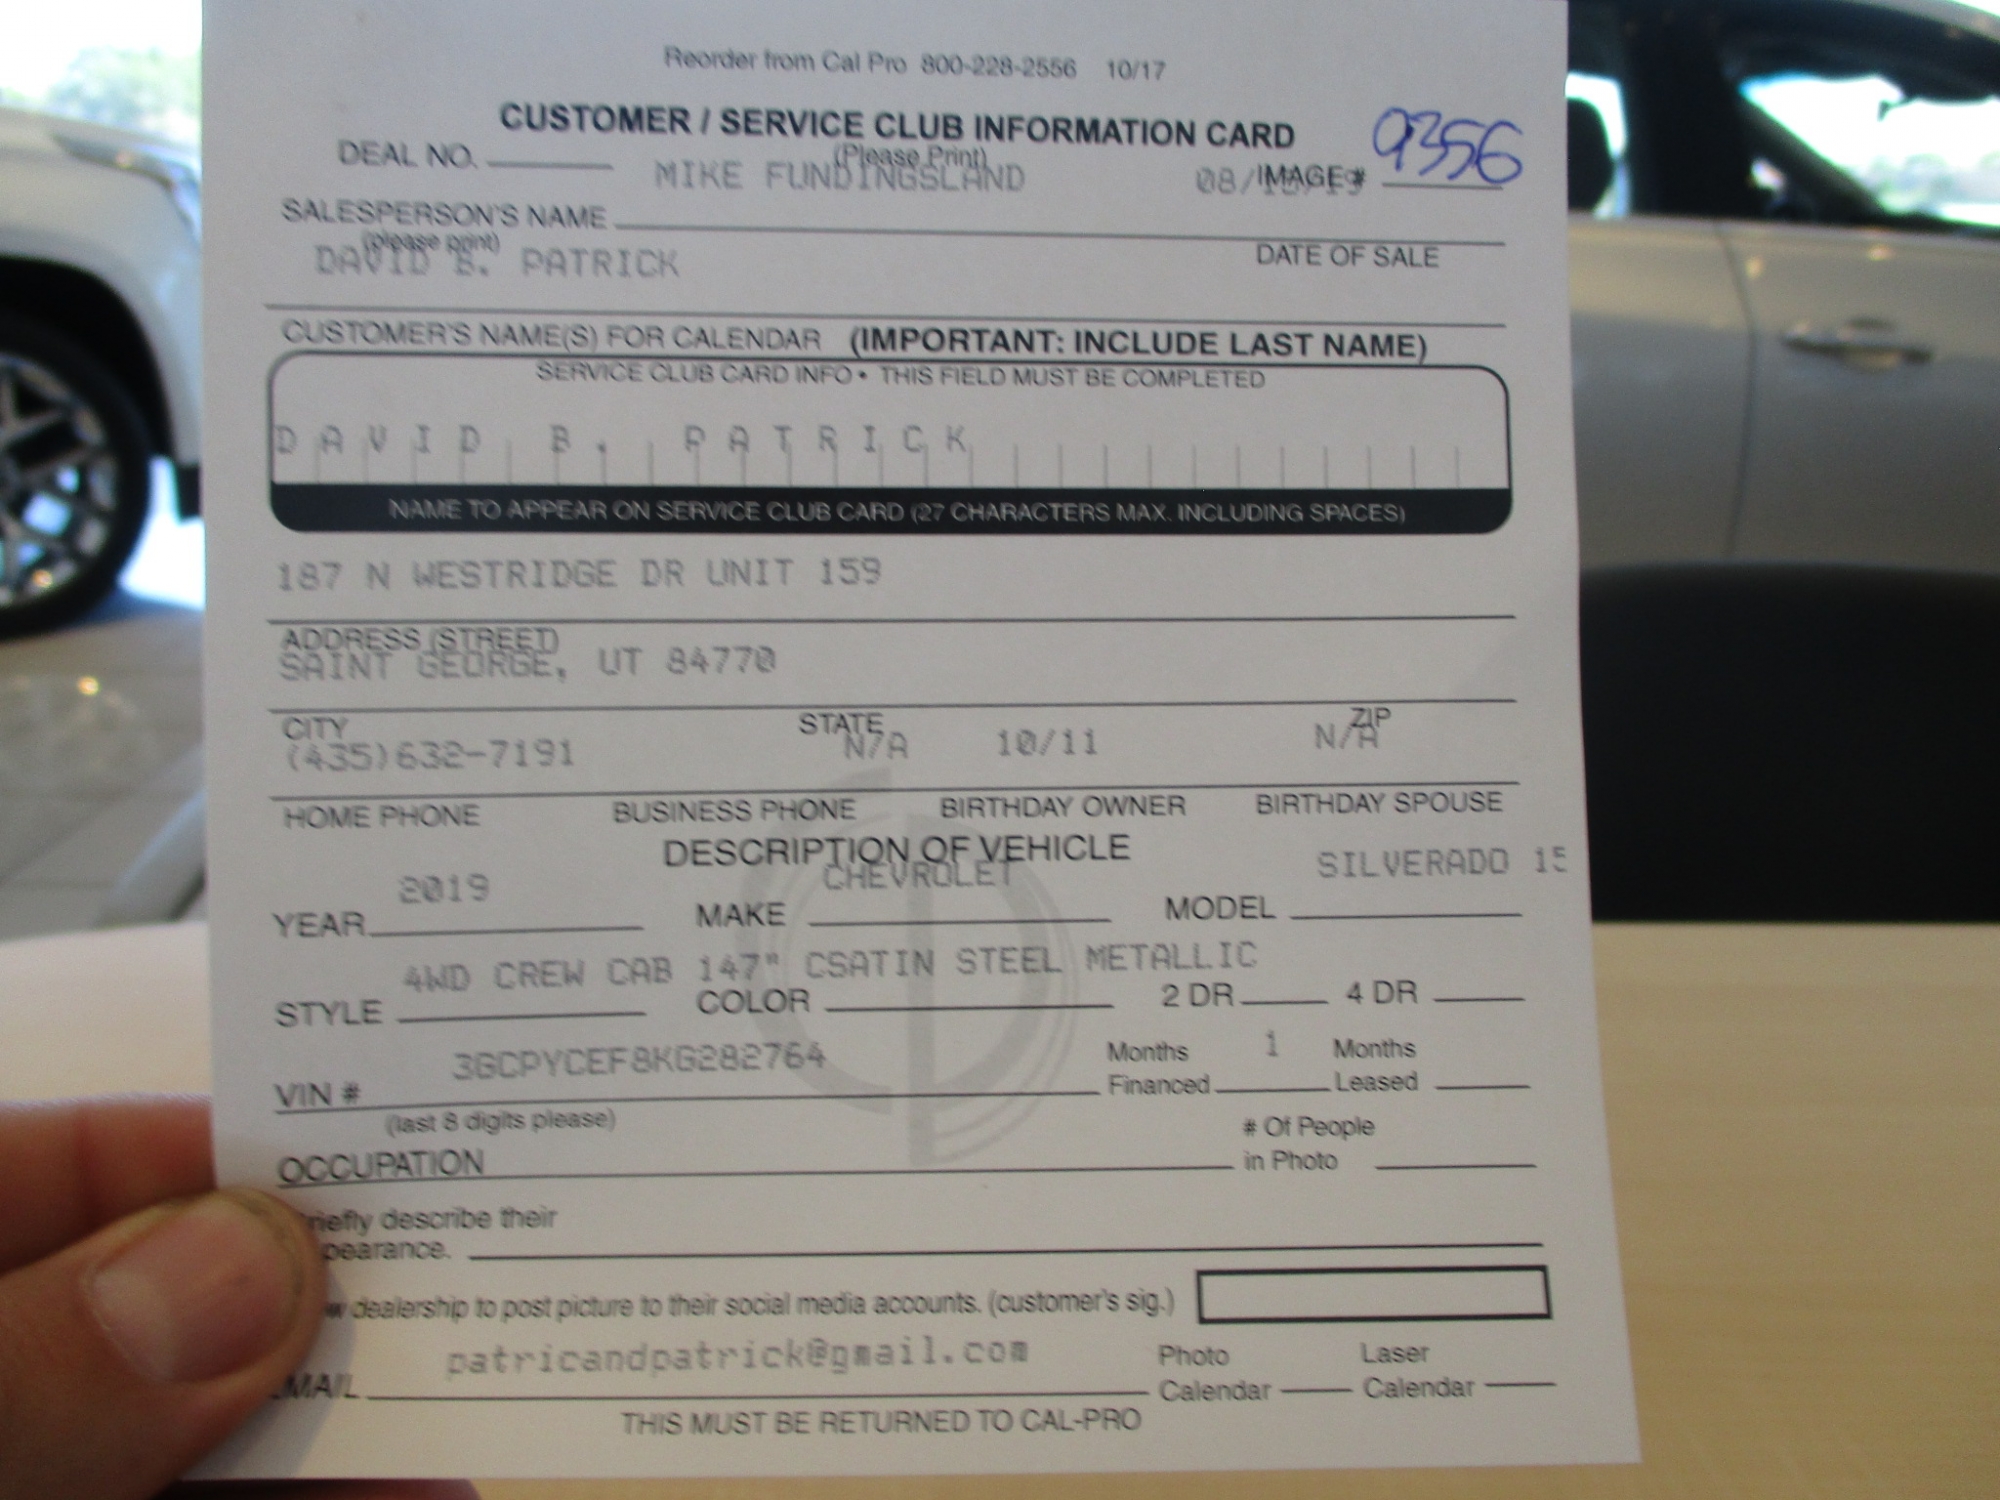 Reorder from Cal Pro 800-228-2556 10/17
CUSTOMER / SERVICE CLUB INFORMATION CARD
9356
DEAL NO. (Please Print) IMAGE#
MIKE FUNDINGSLAND
SALESPERSON'S NAME
(please print) DATE OF SALE
DAVID B. PATRICK
CUSTOMER'S NAME(S) FOR CALENDAR (IMPORTANT: INCLUDE LAST NAME)
SERVICE CLUB CARD INFO • THIS FIELD MUST BE COMPLETED
DAVID B. PATRICK
NAME TO APPEAR ON SERVICE CLUB CARD (27 CHARACTERS MAX. INCLUDING SPACES)
187 N WESTRIDGE DR UNIT 159
ADDRESS (STREET)
SAINT GEORGE, UT 84770
CITY STATE ZIP
(435)632-7191 N/A 10/11 N/A
HOME PHONE BUSINESS PHONE BIRTHDAY OWNER BIRTHDAY SPOUSE
DESCRIPTION OF VEHICLE
2019 CHEVROLET SILVERADO 15
YEAR MAKE MODEL
4WD CREW CAB 147" CSATIN STEEL METALLIC
STYLE COLOR 2 DR 4 DR
3GCPYCEF8KG282764 1
VIN # Months Financed Months Leased
(last 8 digits please)
OCCUPATION # Of People in Photo
riefly describe their
pearance.
w dealership to post picture to their social media accounts. (customer's sig.)
patricandpatrick@gmail.com
MAIL Photo Calendar Laser Calendar
THIS MUST BE RETURNED TO CAL-PRO